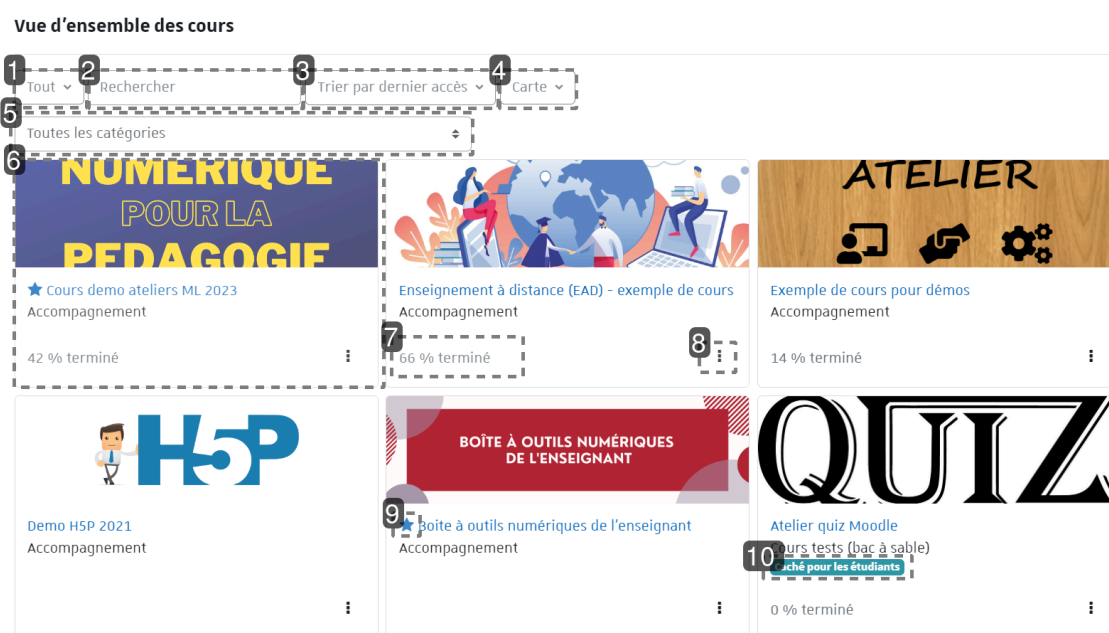 Vue d'ensemble des cours
1 Tout 2 Rechercher 3 Trier par dernier accès 4 Carte
5 Toutes les catégories
6
NUMERIQUE
POUR LA
PEDAGOGIE
ATELIER
Cours demo ateliers ML 2023
Accompagnement
42 % terminé
Enseignement à distance (EAD) - exemple de cours
Accompagnement
7 66 % terminé 8
Exemple de cours pour démos
Accompagnement
14 % terminé
H5P
BOÎTE À OUTILS NUMÉRIQUES
DE L'ENSEIGNANT
QUIZ
Demo H5P 2021
Accompagnement
9 Boite à outils numériques de l'enseignant
Accompagnement
Atelier quiz Moodle
Cours tests (bac à sable)
10 Caché pour les étudiants
0 % terminé